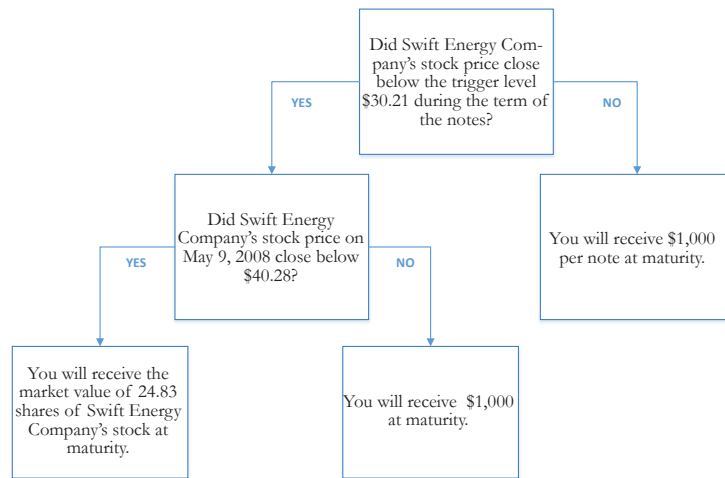 Did Swift Energy Com-
pany's stock price close
below the trigger level
$30.21 during the term of
the notes?
YES
NO
Did Swift Energy
Company's stock price on
May 9, 2008 close below
$40.28?
You will receive $1,000
per note at maturity.
YES
NO
You will receive the
market value of 24.83
shares of Swift Energy
Company's stock at
maturity.
You will receive $1,000
at maturity.